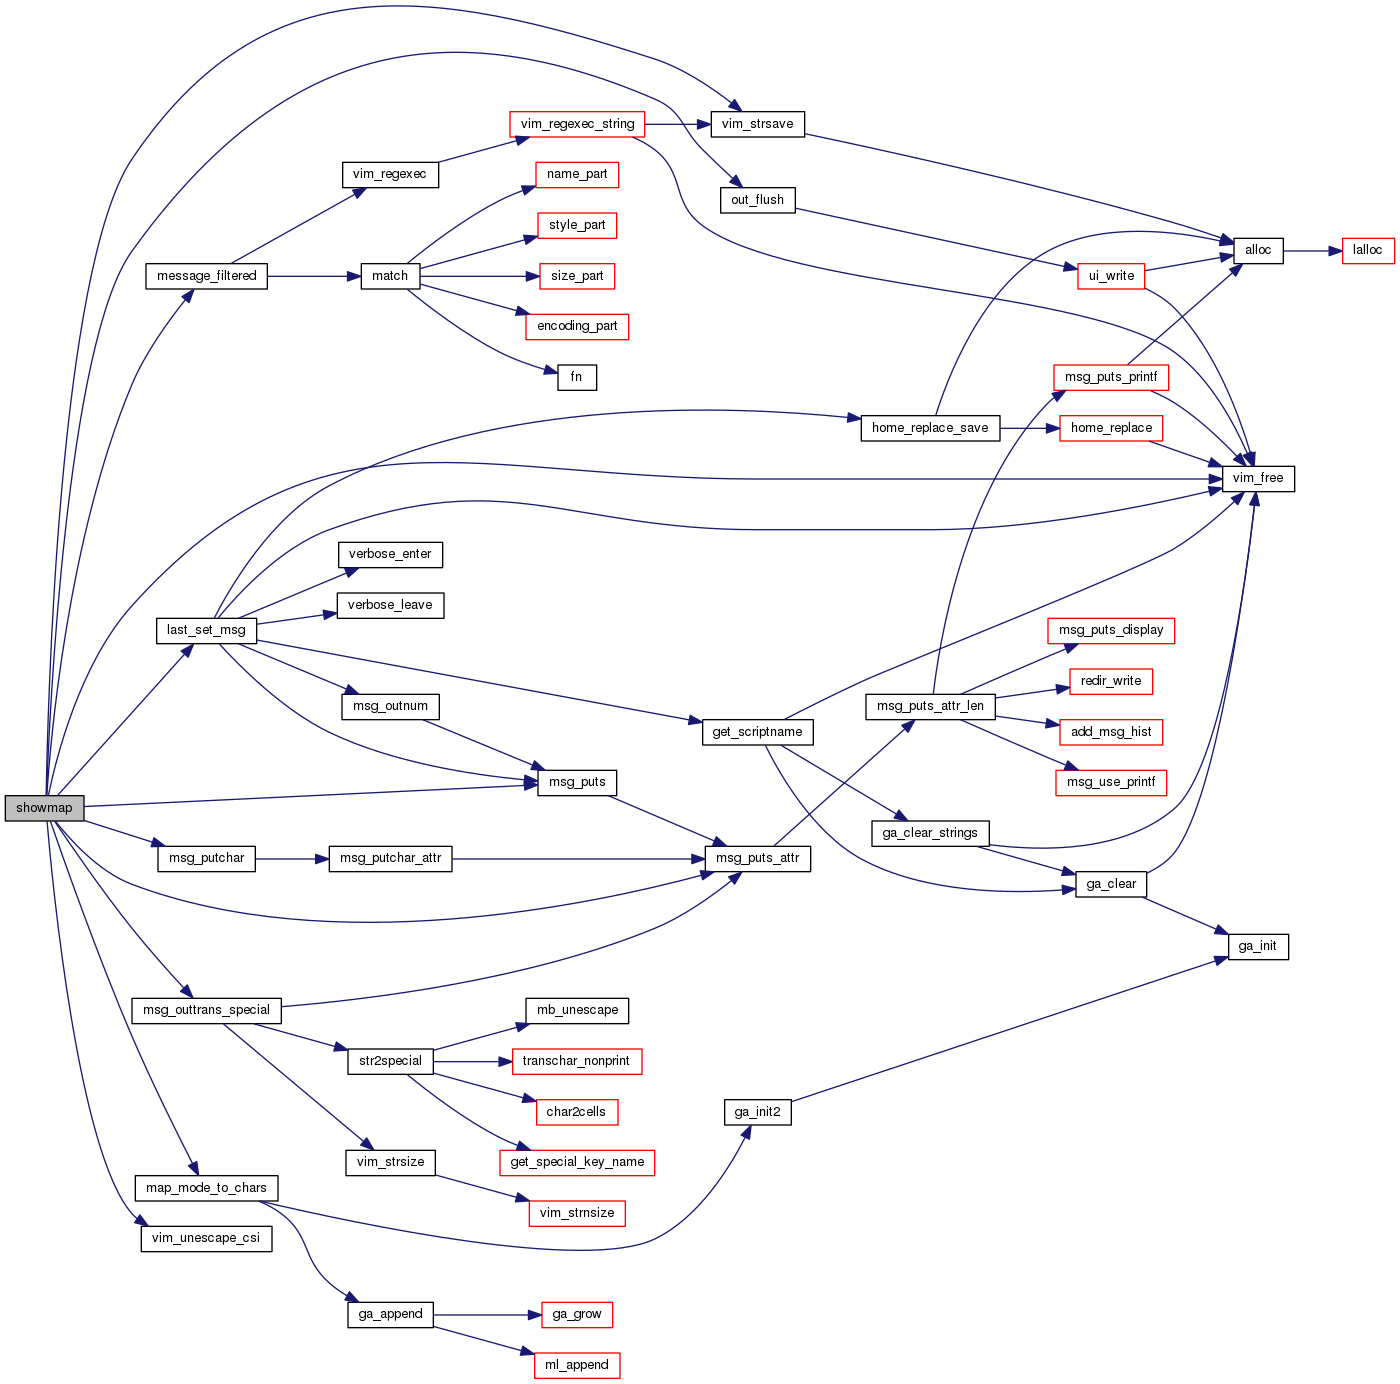 vim_regexec_string
vim_strsave
vim_regexec
name_part
out_flush
style_part
alloc
lalloc
message_filtered
match
size_part
ui_write
encoding_part
fn
msg_puts_printf
home_replace_save
home_replace
vim_free
verbose_enter
verbose_leave
last_set_msg
msg_puts_display
redir_write
msg_outnum
msg_puts_attr_len
get_scriptname
add_msg_hist
msg_puts
msg_use_printf
showmap
ga_clear_strings
msg_putchar
msg_putchar_attr
msg_puts_attr
ga_clear
ga_init
msg_outtrans_special
mb_unescape
str2special
transchar_nonprint
char2cells
ga_init2
vim_strsize
get_special_key_name
map_mode_to_chars
vim_strnsize
vim_unescape_csi
ga_append
ga_grow
ml_append